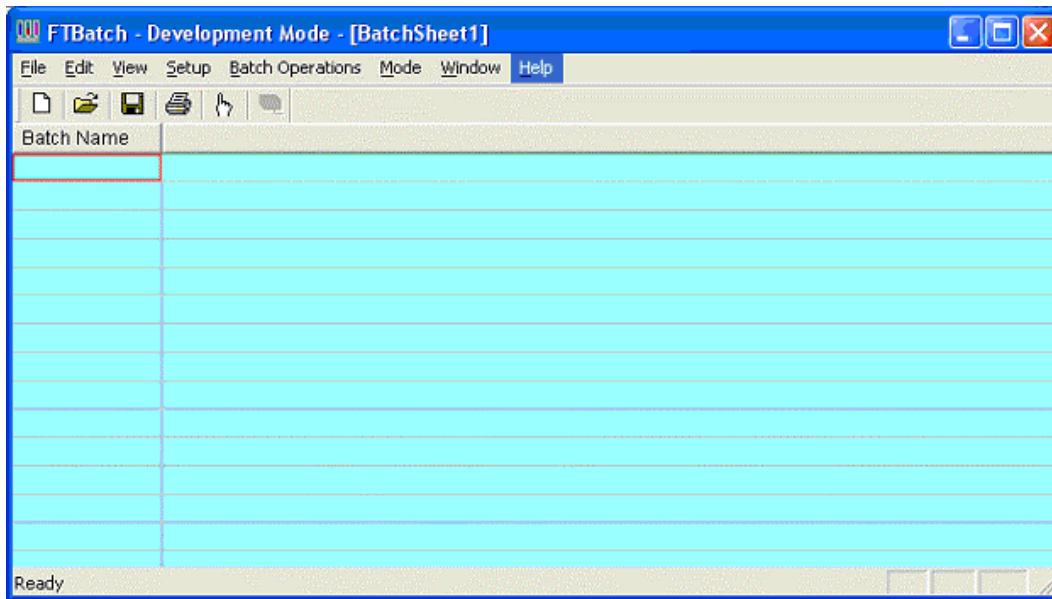 FTBatch - Development Mode - [BatchSheet1]
File Edit View Setup Batch Operations Mode Window Help
Batch Name
Ready